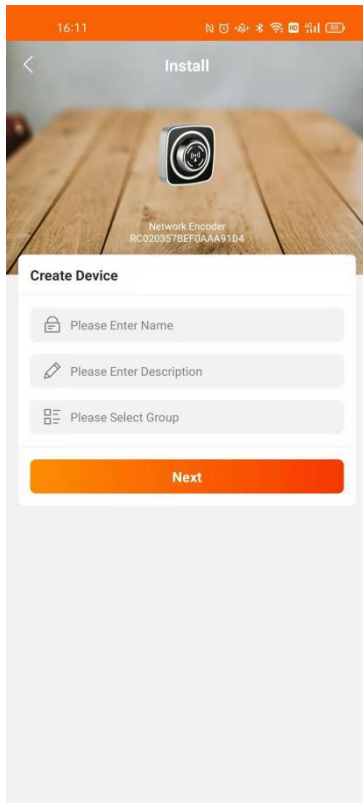 16:11
Install
Network Encoder
RC020357BEF0AAA91D4
Create Device
Please Enter Name
Please Enter Description
Please Select Group
Next